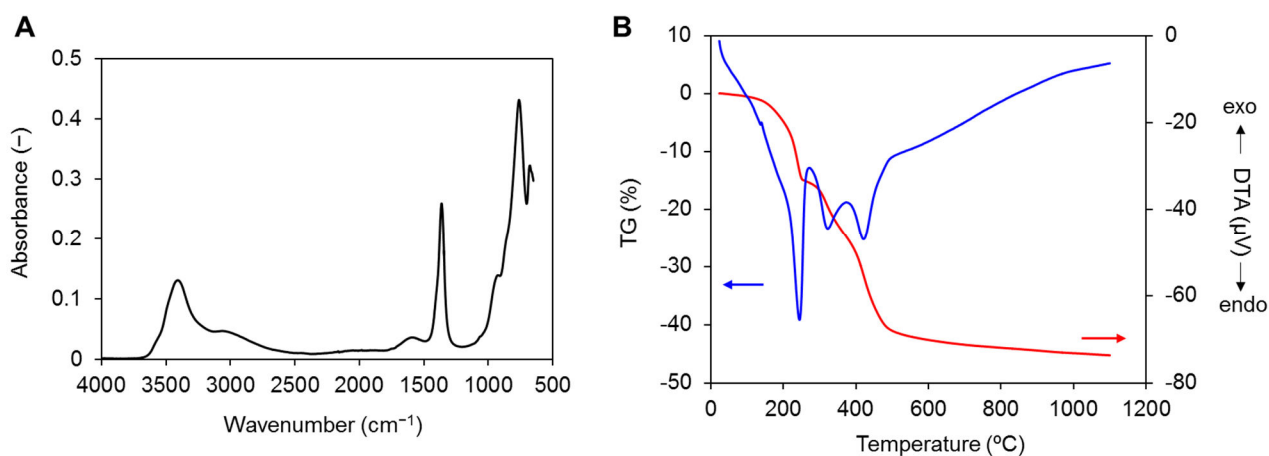 A
0.5
0.4
0.3
0.2
0.1
0
Absorbance (−)
4000 3500 3000 2500 2000 1500 1000 500
Wavenumber (cm⁻¹)
B
10
0
-10
-20
-30
-40
-50
TG (%)
0
-20
-40
-60
-80
exo
DTA (µV)
endo
0 200 400 600 800 1000 1200
Temperature (ºC)